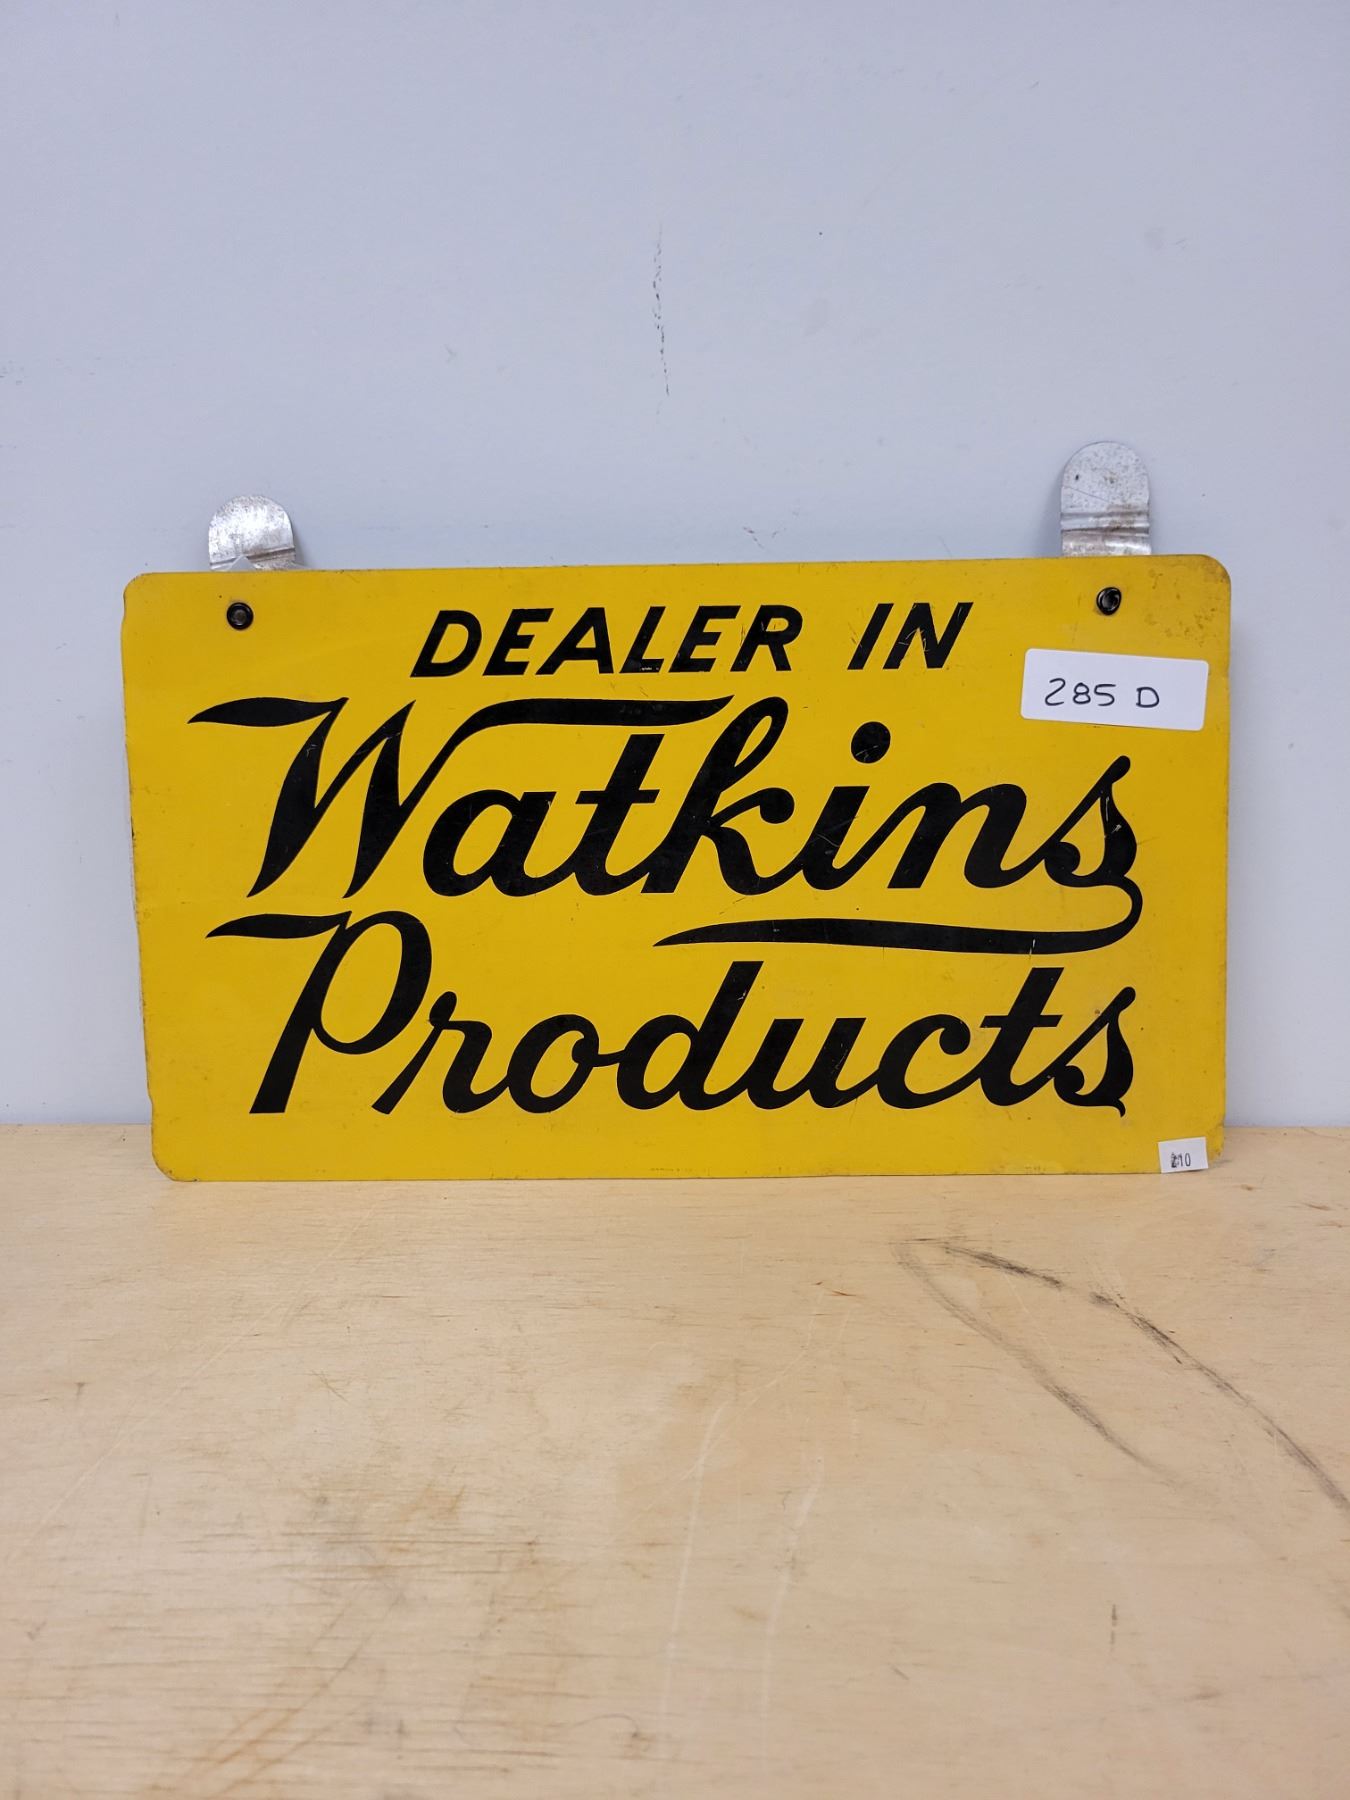 DEALER IN
285 D
Watkins
Products